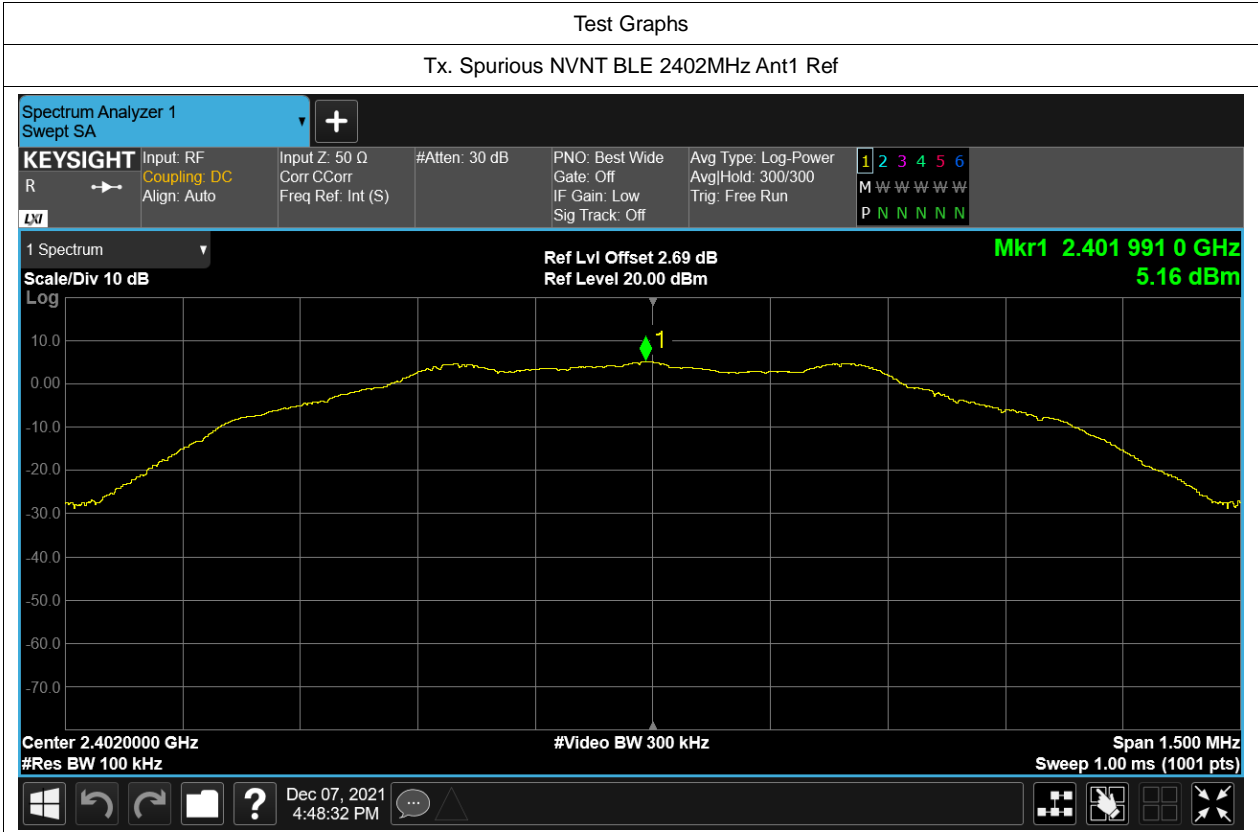 Test Graphs
Tx. Spurious NVNT BLE 2402MHz Ant1 Ref
Spectrum Analyzer 1
Swept SA
KEYSIGHT
R
LXI
Input: RF
Coupling: DC
Align: Auto
Input Z: 50 Ω
Corr CCorr
Freq Ref: Int (S)
#Atten: 30 dB
PNO: Best Wide
Gate: Off
IF Gain: Low
Sig Track: Off
Avg Type: Log-Power
Avg|Hold: 300/300
Trig: Free Run
1 2 3 4 5 6
M W W W W W
P N N N N N
1 Spectrum
Scale/Div 10 dB
Log
Ref Lvl Offset 2.69 dB
Ref Level 20.00 dBm
Mkr1 2.401 991 0 GHz
5.16 dBm
1
10.0
0.00
-10.0
-20.0
-30.0
-40.0
-50.0
-60.0
-70.0
Center 2.4020000 GHz
#Video BW 300 kHz
Span 1.500 MHz
#Res BW 100 kHz
Sweep 1.00 ms (1001 pts)
?
Dec 07, 2021
4:48:32 PM